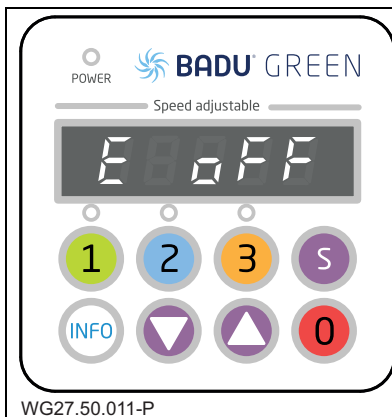 POWER
BADU® GREEN
Speed adjustable
E oFF
1 2 3 S
INFO 0
WG27.50.011-P